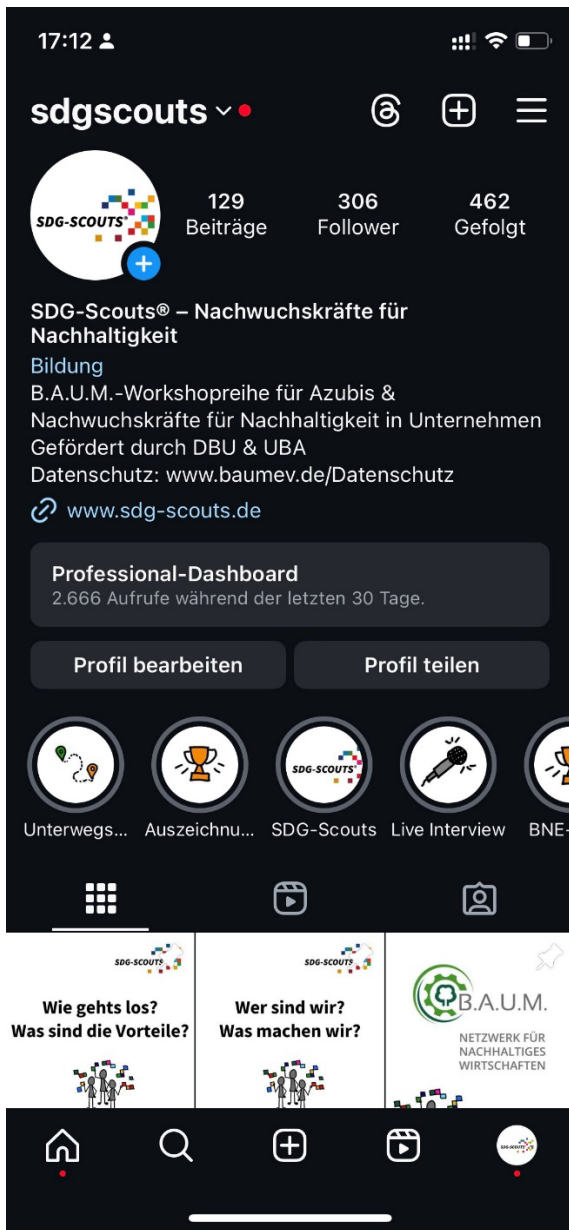 17:12
sdgscouts
SDG-SCOUTS®
129
Beiträge
306
Follower
462
Gefolgt
SDG-Scouts® – Nachwuchskräfte für
Nachhaltigkeit
Bildung
B.A.U.M.-Workshopreihe für Azubis &
Nachwuchskräfte für Nachhaltigkeit in Unternehmen
Gefördert durch DBU & UBA
Datenschutz: www.baumev.de/Datenschutz
www.sdg-scouts.de
Professional-Dashboard
2.666 Aufrufe während der letzten 30 Tage.
Profil bearbeiten
Profil teilen
SDG-SCOUTS®
Unterwegs...
Auszeichnu...
SDG-Scouts
Live Interview
BNE-
SDG-SCOUTS
Wie gehts los?
Was sind die Vorteile?
SDG-SCOUTS
Wer sind wir?
Was machen wir?
B.A.U.M.
NETZWERK FÜR
NACHHALTIGES
WIRTSCHAFTEN
SDG-SCOUTS